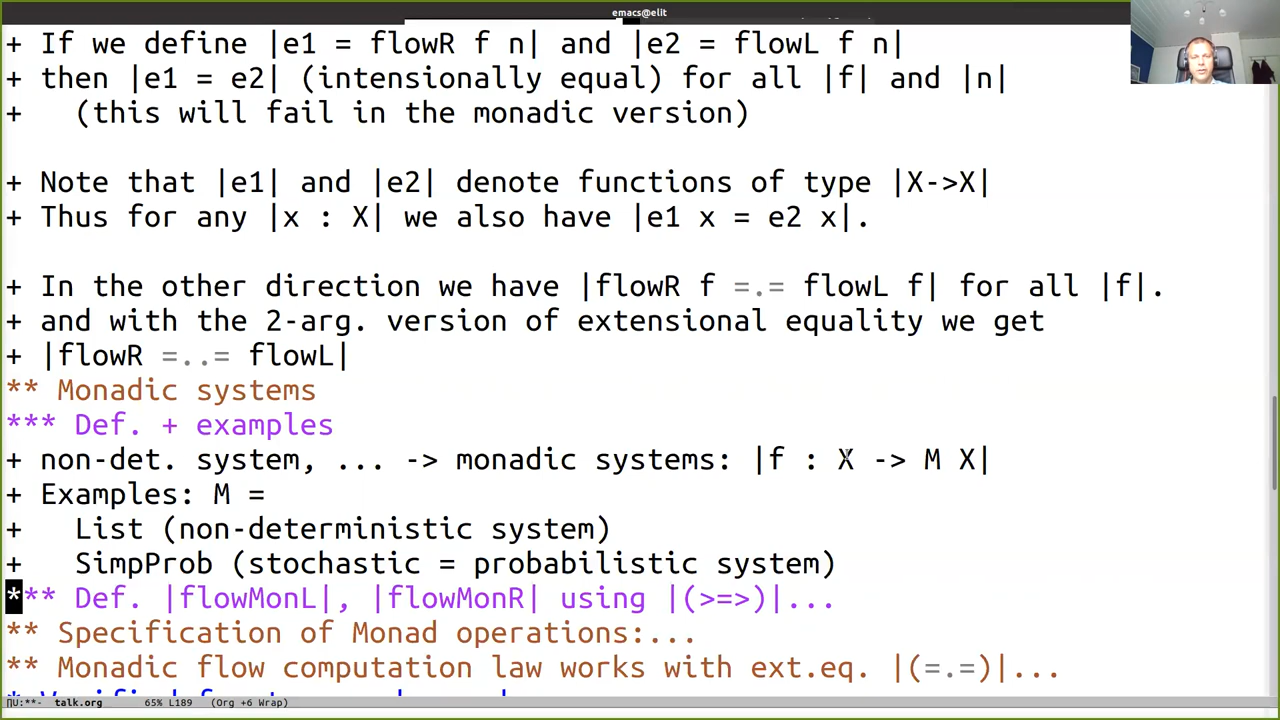 emacs@elit
+ If we define |e1 = flowR f n| and |e2 = flowL f n|
+ then |e1 = e2| (intensionally equal) for all |f| and |n|
+   (this will fail in the monadic version)
+ Note that |e1| and |e2| denote functions of type |X->X|
+ Thus for any |x : X| we also have |e1 x = e2 x|.
+ In the other direction we have |flowR f =.= flowL f| for all |f|.
+ and with the 2-arg. version of extensional equality we get
+ |flowR =..= flowL|
** Monadic systems
*** Def. + examples
+ non-det. system, ... -> monadic systems: |f : X -> M X|
+ Examples: M =
+   List (non-deterministic system)
+   SimpProb (stochastic = probabilistic system)
*** Def. |flowMonL|, |flowMonR| using |(>=>)|...
** Specification of Monad operations:...
** Monadic flow computation law works with ext.eq. |(=.=)|...
U:**- talk.org 65% L189 (Org +6 Wrap)